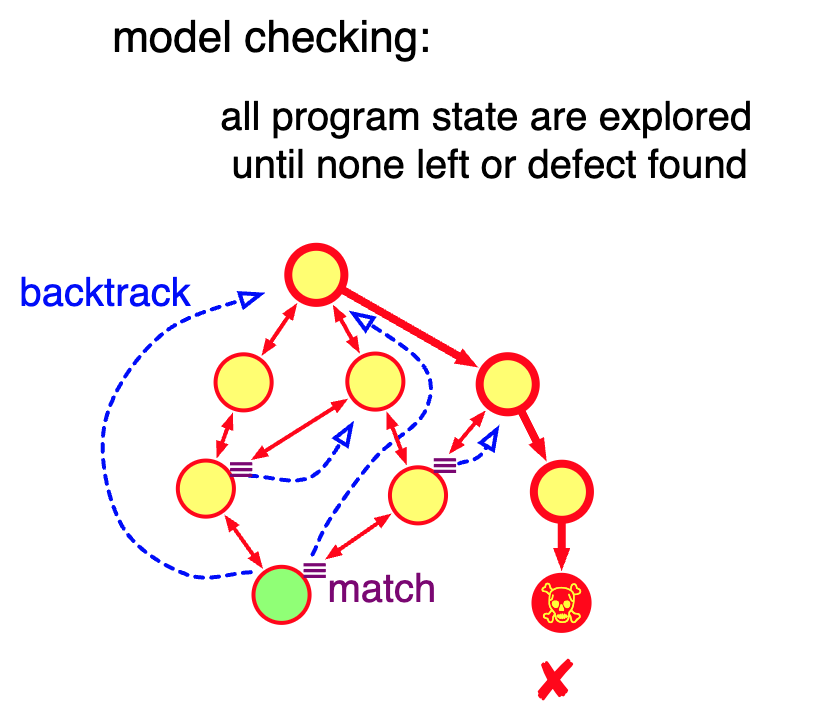 model checking:
all program state are explored
until none left or defect found
backtrack
match